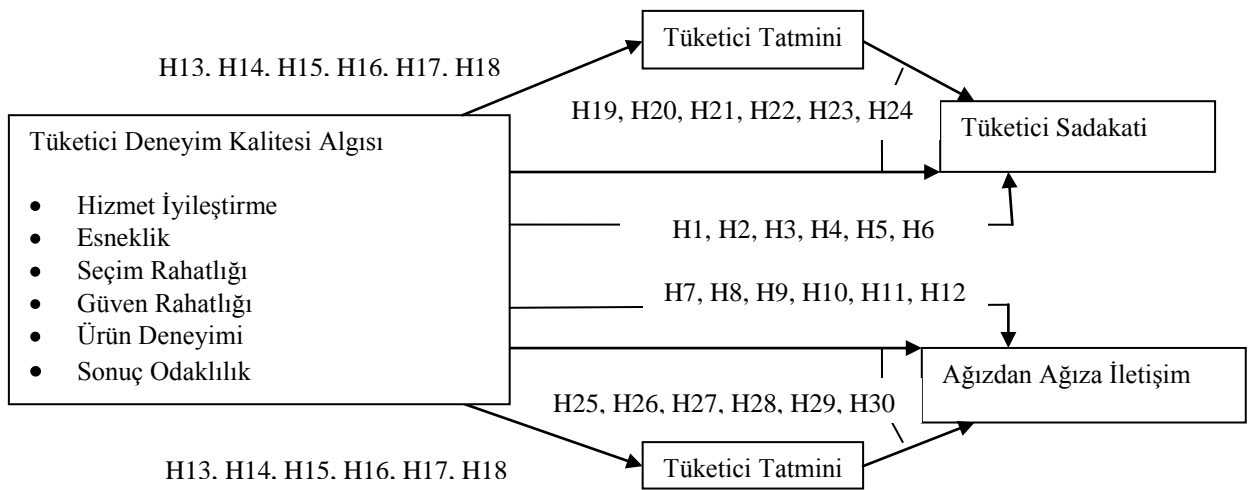 Tüketici Tatmini
H13, H14, H15, H16, H17, H18
H19, H20, H21, H22, H23, H24
Tüketici Sadakati
Tüketici Deneyim Kalitesi Algısı
• Hizmet İyileştirme
• Esneklik
• Seçim Rahatlığı
• Güven Rahatlığı
• Ürün Deneyimi
• Sonuç Odaklılık
H1, H2, H3, H4, H5, H6
H7, H8, H9, H10, H11, H12
Ağızdan Ağıza İletişim
H25, H26, H27, H28, H29, H30
Tüketici Tatmini
H13, H14, H15, H16, H17, H18